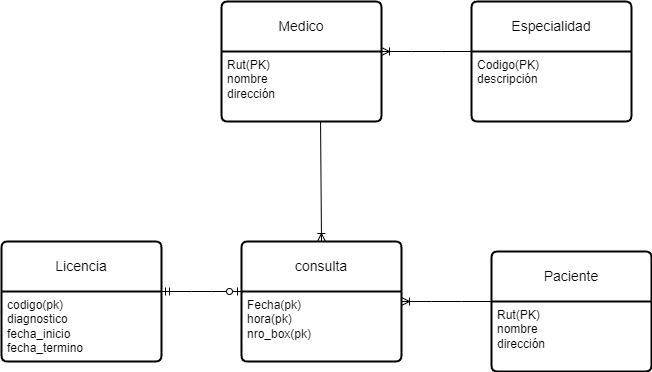 Medico
Rut(PK)
nombre
dirección
Especialidad
Codigo(PK)
descripción
Licencia
codigo(pk)
diagnostico
fecha_inicio
fecha_termino
consulta
Fecha(pk)
hora(pk)
nro_box(pk)
Paciente
Rut(PK)
nombre
dirección